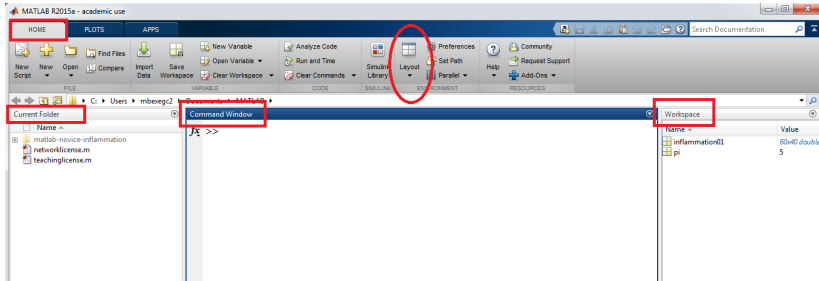 MATLAB R2015a - academic use
HOME PLOTS APPS
Search Documentation
New Script
New
Open
Find Files
Compare
Import Data
Save Workspace
New Variable
Open Variable
Clear Workspace
Analyze Code
Run and Time
Clear Commands
Simulink Library
Layout
Preferences
Set Path
Parallel
Help
Community
Request Support
Add-Ons
FILE VARIABLE CODE SIMULINK ENVIRONMENT RESOURCES
C: Users mbexegc2 Documents MATLAB
Current Folder
Name
matlab-novice-inflammation
networklicense.m
teachinglicense.m
Command Window
fx >>
Workspace
Name Value
inflammation01 60x40 double
pi 5